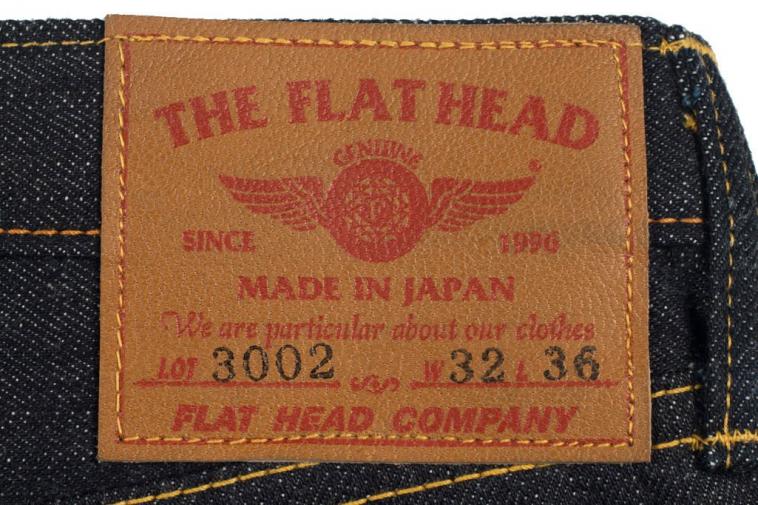 THE FLAT HEAD
GENUINE
®
SINCE 1996
MADE IN JAPAN
We are particular about our clothes
LOT 3002 W 32 L 36
FLAT HEAD COMPANY